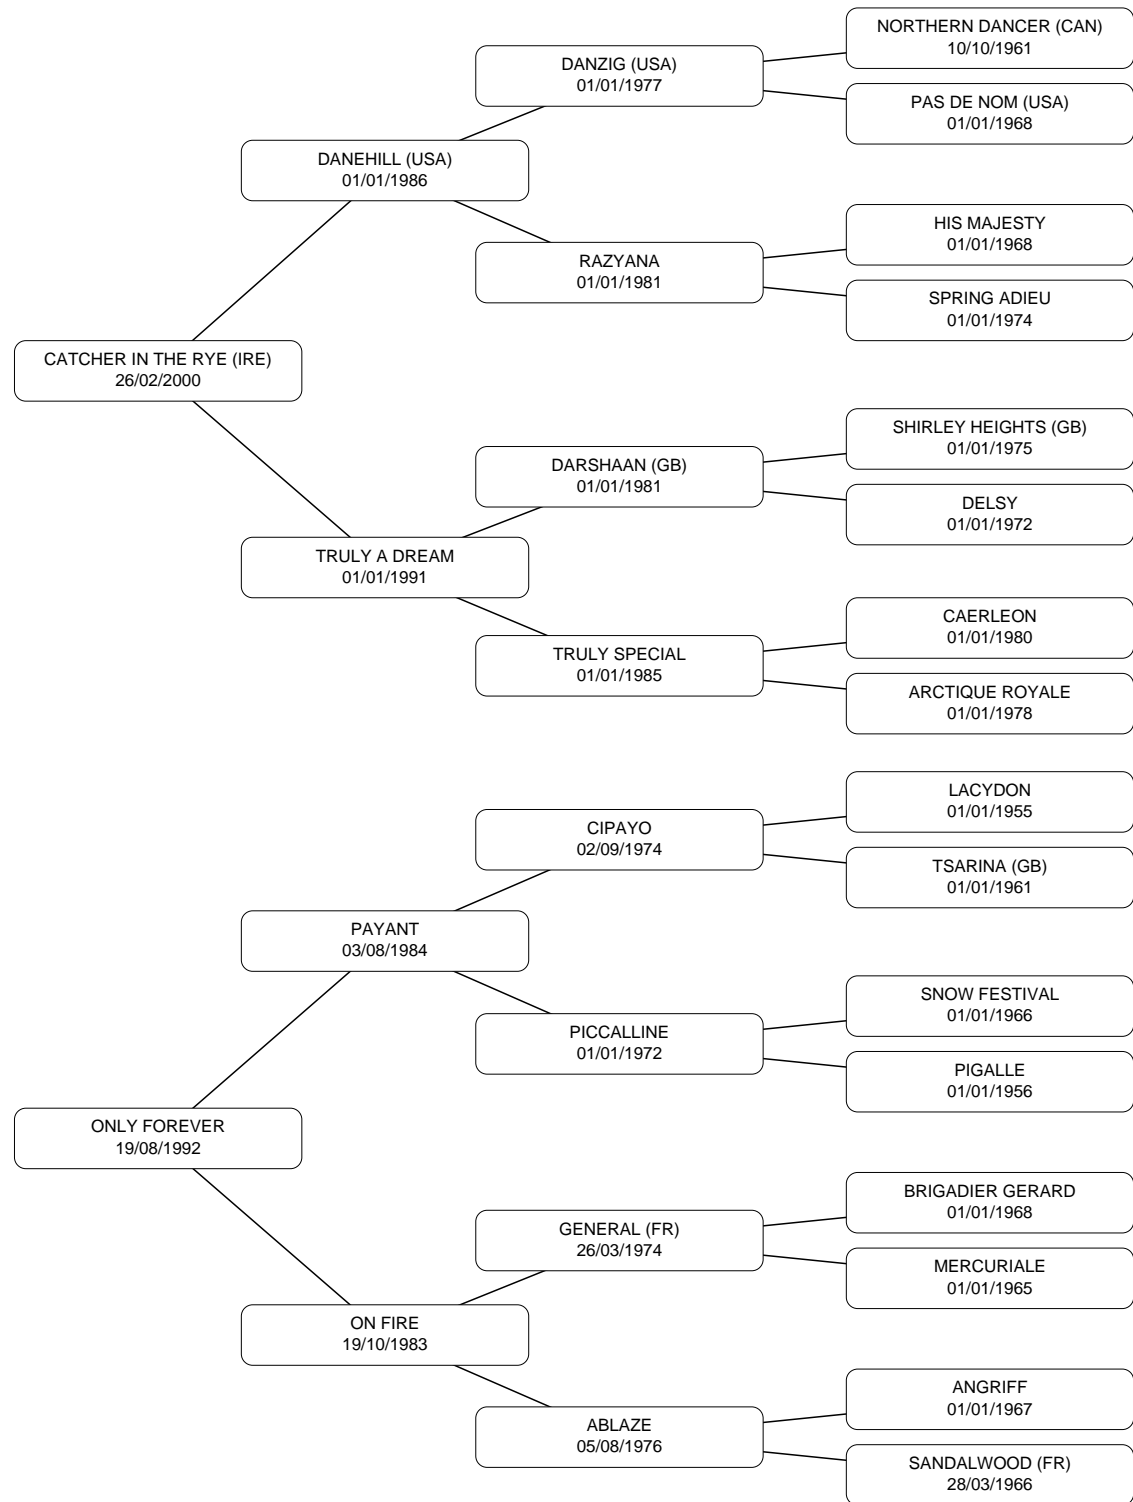 NORTHERN DANCER (CAN)
10/10/1961
DANZIG (USA)
01/01/1977
PAS DE NOM (USA)
01/01/1968
DANEHILL (USA)
01/01/1986
HIS MAJESTY
01/01/1968
RAZYANA
01/01/1981
SPRING ADIEU
01/01/1974
CATCHER IN THE RYE (IRE)
26/02/2000
SHIRLEY HEIGHTS (GB)
01/01/1975
DARSHAAN (GB)
01/01/1981
DELSY
01/01/1972
TRULY A DREAM
01/01/1991
CAERLEON
01/01/1980
TRULY SPECIAL
01/01/1985
ARCTIQUE ROYALE
01/01/1978
LACYDON
01/01/1955
CIPAYO
02/09/1974
TSARINA (GB)
01/01/1961
PAYANT
03/08/1984
SNOW FESTIVAL
01/01/1966
PICCALLINE
01/01/1972
PIGALLE
01/01/1956
ONLY FOREVER
19/08/1992
BRIGADIER GERARD
01/01/1968
GENERAL (FR)
26/03/1974
MERCURIALE
01/01/1965
ON FIRE
19/10/1983
ANGRIFF
01/01/1967
ABLAZE
05/08/1976
SANDALWOOD (FR)
28/03/1966